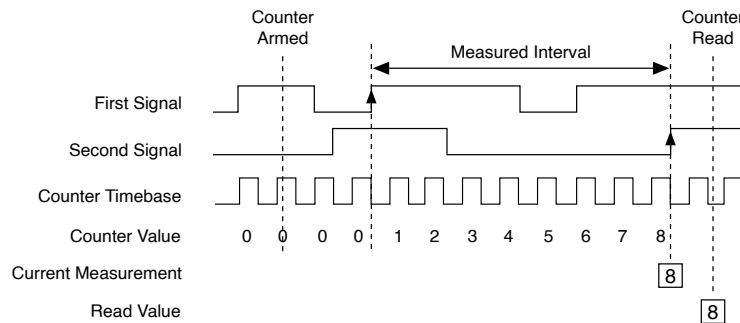 Counter
Armed
Counter
Read
Measured Interval
First Signal
Second Signal
Counter Timebase
Counter Value 0 0 0 0 1 2 3 4 5 6 7 8
Current Measurement 8
Read Value 8